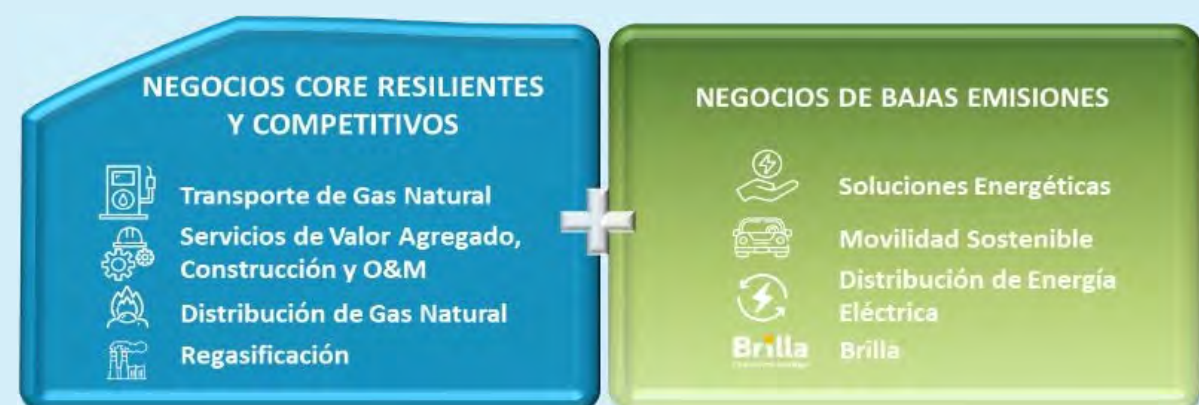 NEGOCIOS CORE RESILIENTES
Y COMPETITIVOS
Transporte de Gas Natural
Servicios de Valor Agregado,
Construcción y O&M
Distribución de Gas Natural
Regasificación
NEGOCIOS DE BAJAS EMISIONES
Soluciones Energéticas
Movilidad Sostenible
Distribución de Energía
Eléctrica
Brilla
Brilla